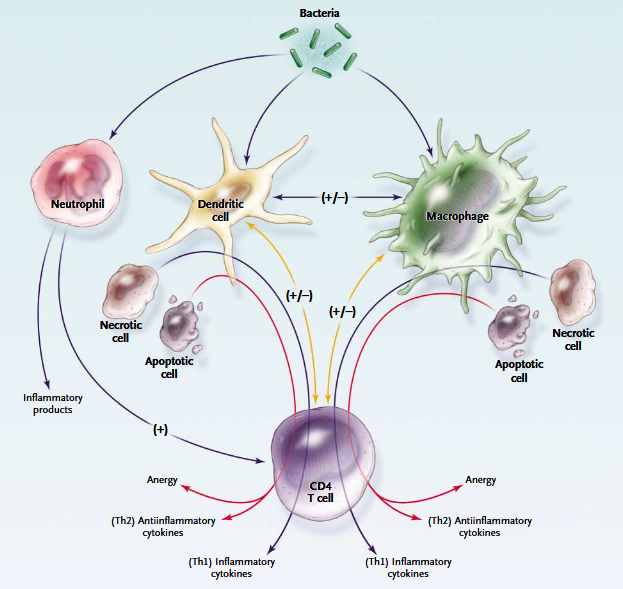 Bacteria
Neutrophil
Dendritic
cell
(+/–)
Macrophage
(+/–)
(+/–)
Necrotic
cell
Apoptotic
cell
Necrotic
cell
Apoptotic
cell
Inflammatory
products
(+)
CD4
T cell
Anergy
Anergy
(Th2) Antiinflammatory
cytokines
(Th2) Antiinflammatory
cytokines
(Th1) Inflammatory
cytokines
(Th1) Inflammatory
cytokines